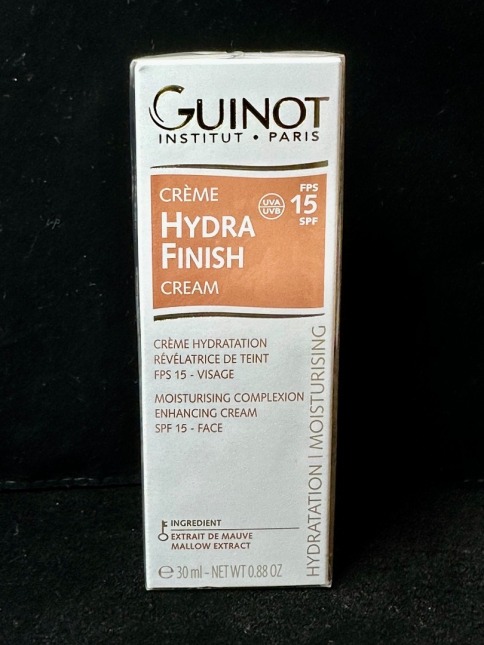 GUINOT
INSTITUT • PARIS
CRÈME
HYDRA
FINISH
CREAM
UVA
UVB
FPS
15
SPF
CRÈME HYDRATATION
RÉVÉLATRICE DE TEINT
FPS 15 - VISAGE
MOISTURISING COMPLEXION
ENHANCING CREAM
SPF 15 - FACE
HYDRATATION | MOISTURISING
INGREDIENT
EXTRAIT DE MAUVE
MALLOW EXTRACT
℮ 30 ml - NET WT 0.88 OZ